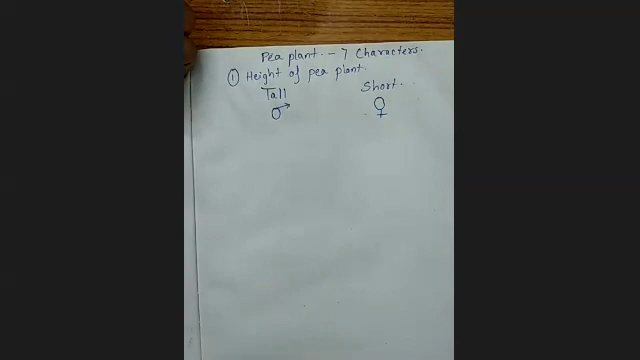 Pea plant. - 7 Characters.
① Height of pea plant.
Tall Short.
♂ ♀